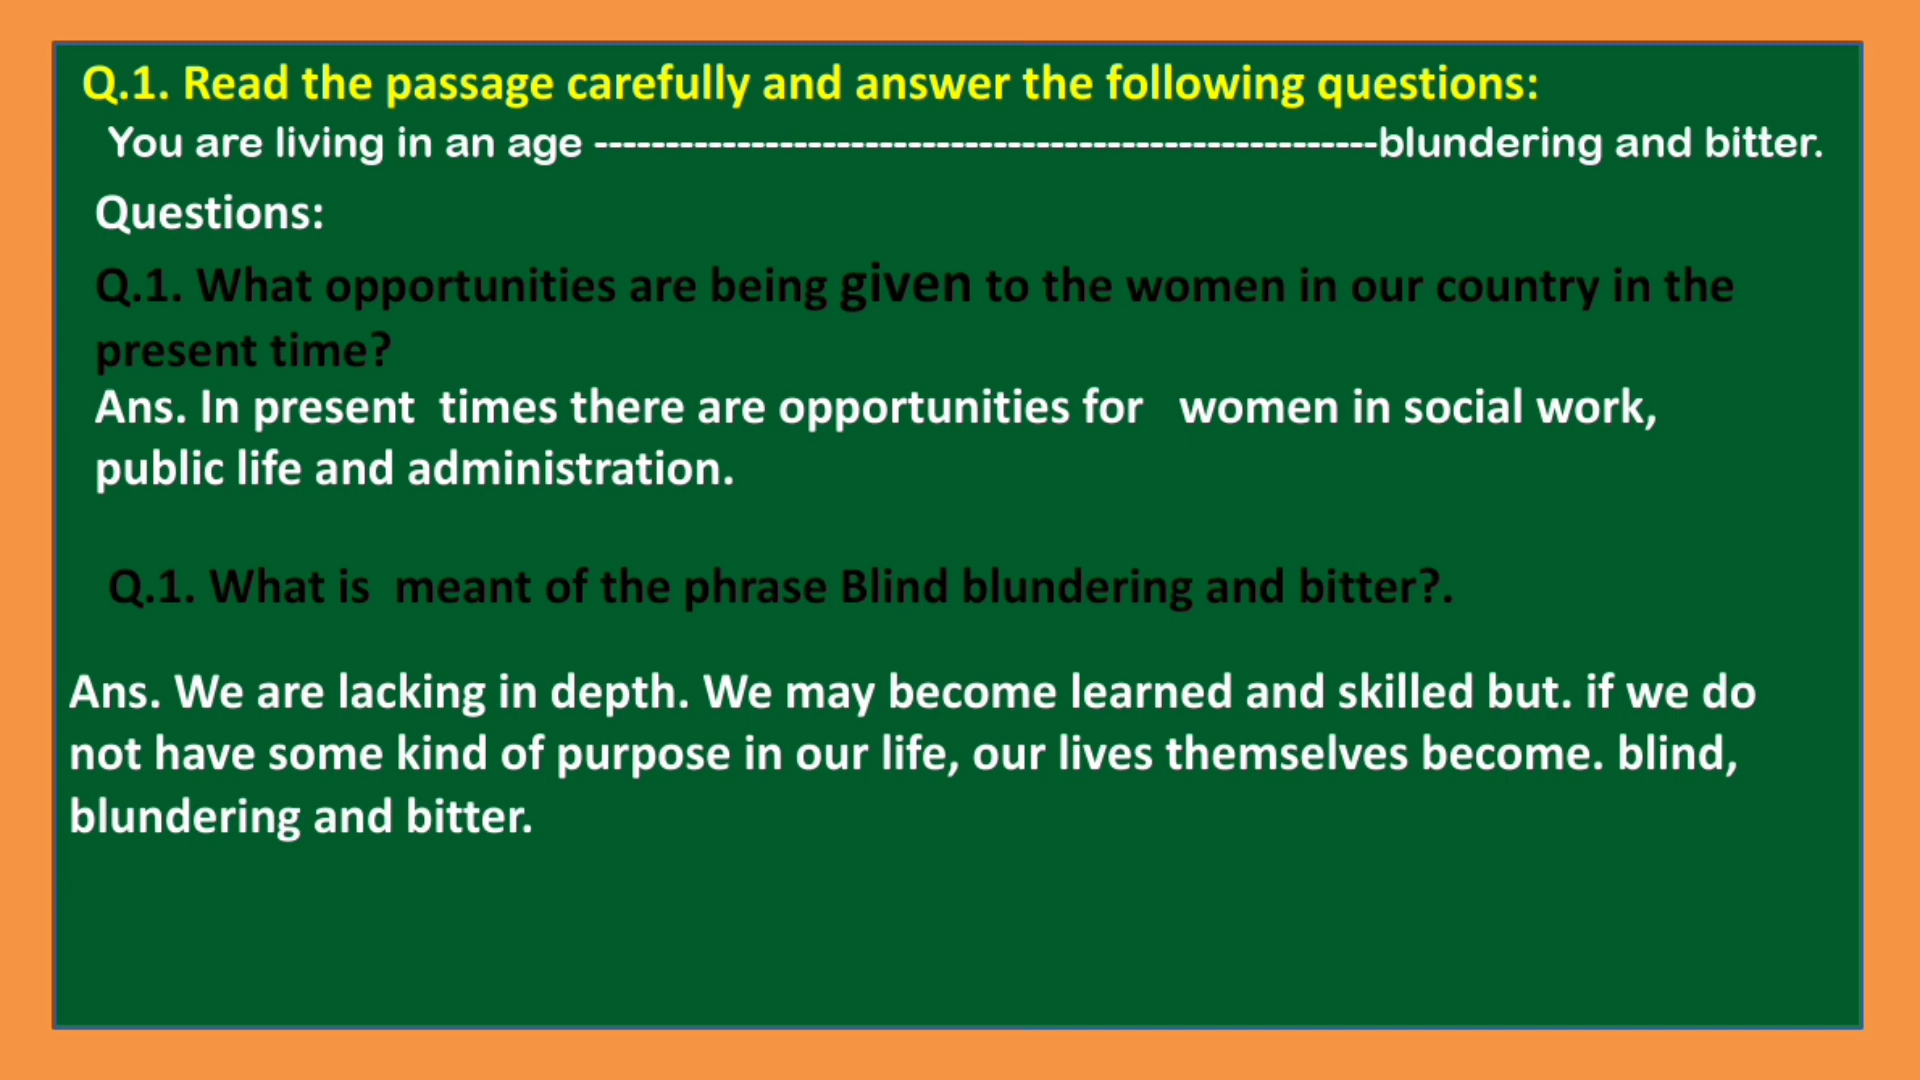 Q.1. Read the passage carefully and answer the following questions:
You are living in an age -------------------------------------------------------blundering and bitter.
Questions:
Q.1. What opportunities are being given to the women in our country in the
present time?
Ans. In present  times there are opportunities for   women in social work,
public life and administration.
Q.1. What is  meant of the phrase Blind blundering and bitter?.
Ans. We are lacking in depth. We may become learned and skilled but. if we do
not have some kind of purpose in our life, our lives themselves become. blind,
blundering and bitter.